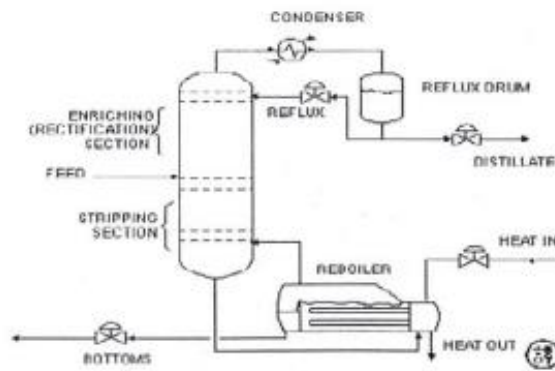 CONDENSER
REFLUX DRUM
REFLUX
ENRICHING
(RECTIFICATION)
SECTION
DISTILLATE
FEED
STRIPPING
SECTION
REBOILER
HEAT IN
HEAT OUT
BOTTOMS